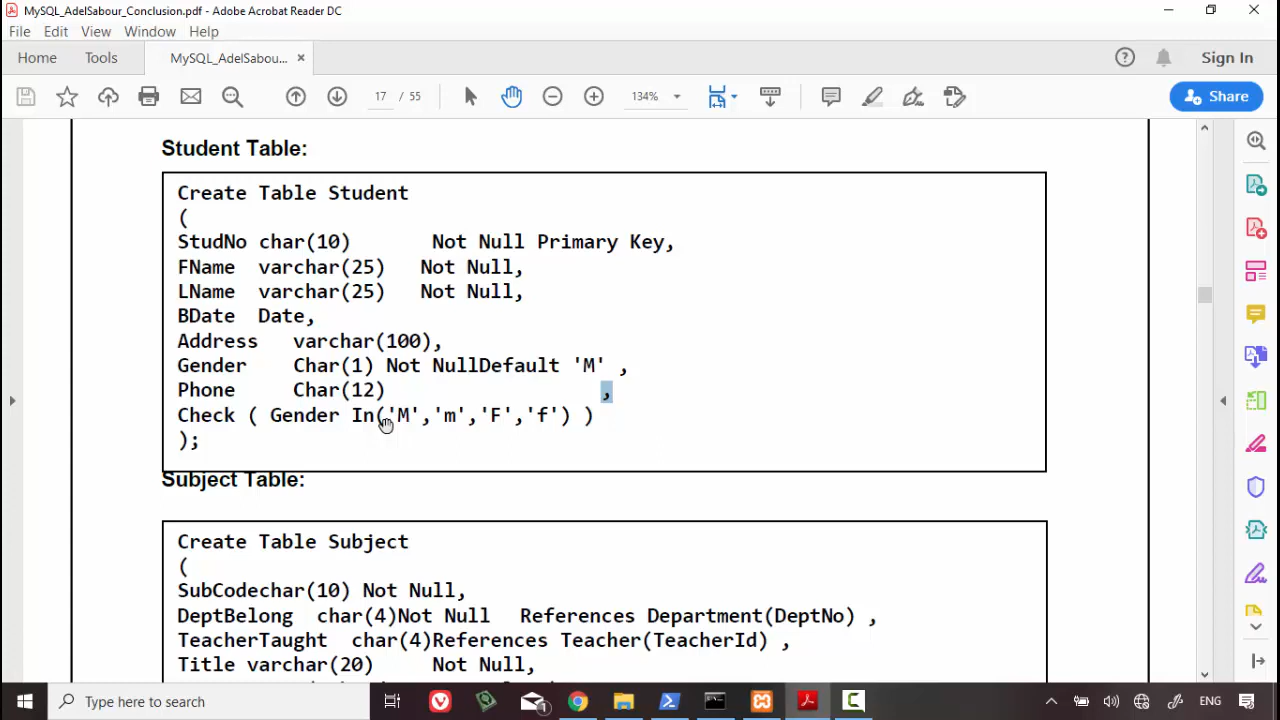 MySQL_AdelSabour_Conclusion.pdf - Adobe Acrobat Reader DC
File Edit View Window Help
Home Tools MySQL_AdelSabou... × Sign In
17 / 55 134% Share
Student Table:
Create Table Student
(
StudNo char(10) Not Null Primary Key,
FName varchar(25) Not Null,
LName varchar(25) Not Null,
BDate Date,
Address varchar(100),
Gender Char(1) Not NullDefault 'M' ,
Phone Char(12) ,
Check ( Gender In('M','m','F','f') )
);
Subject Table:
Create Table Subject
(
SubCodechar(10) Not Null,
DeptBelong char(4)Not Null References Department(DeptNo) ,
TeacherTaught char(4)References Teacher(TeacherId) ,
Title varchar(20) Not Null,
Type here to search 1 ENG